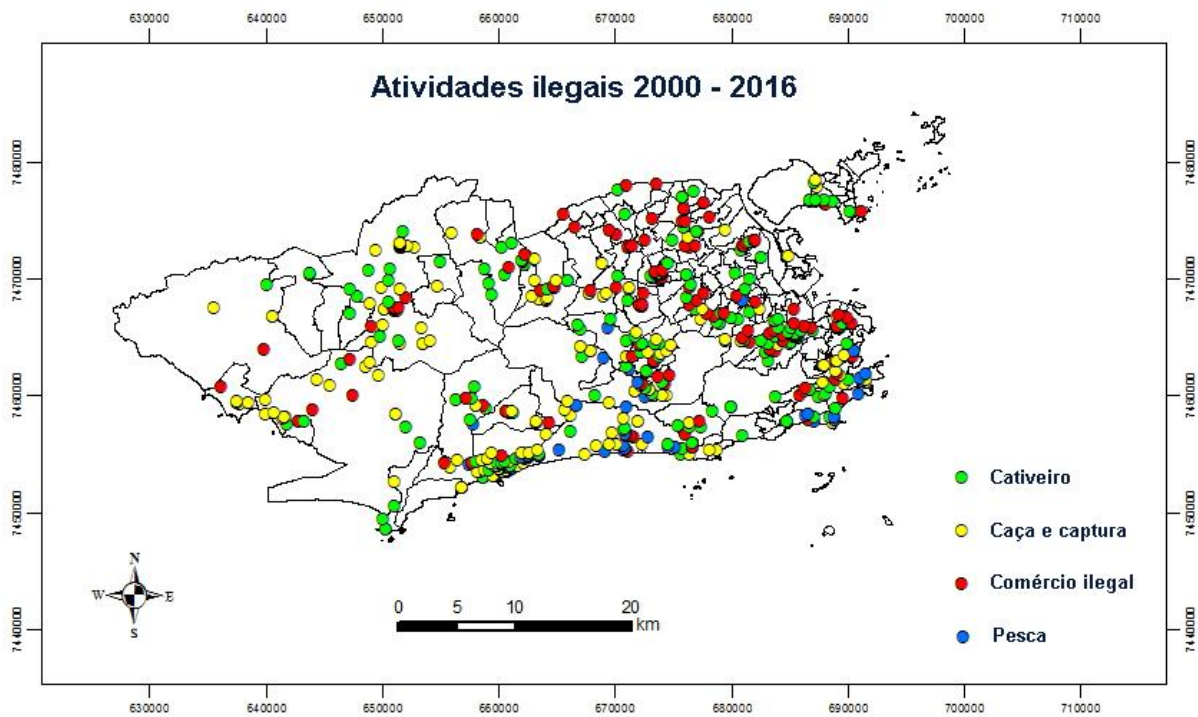 630000 640000 650000 660000 670000 680000 690000 700000 710000
Atividades ilegais 2000 - 2016
7480000 7480000
7470000 7470000
7460000 7460000
7450000 7450000
7440000 7440000
Cativeiro
Caça e captura
Comércio ilegal
Pesca
N
W E
S
0 5 10 20
km
630000 640000 650000 660000 670000 680000 690000 700000 710000